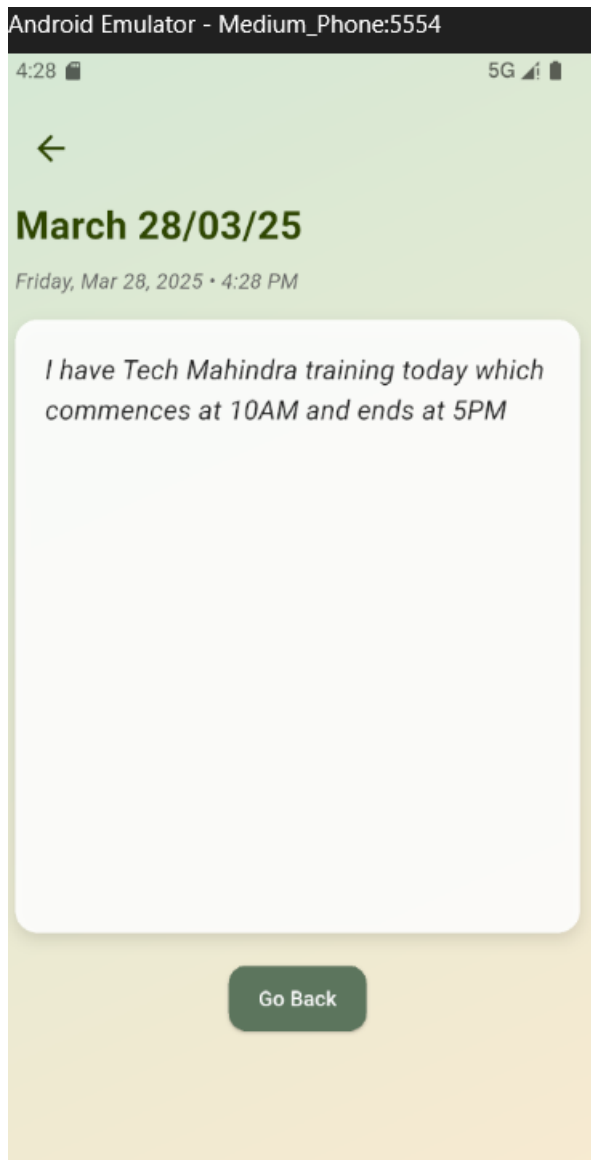 Android Emulator - Medium_Phone:5554
4:28 5G
March 28/03/25
Friday, Mar 28, 2025 • 4:28 PM
I have Tech Mahindra training today which
commences at 10AM and ends at 5PM
Go Back